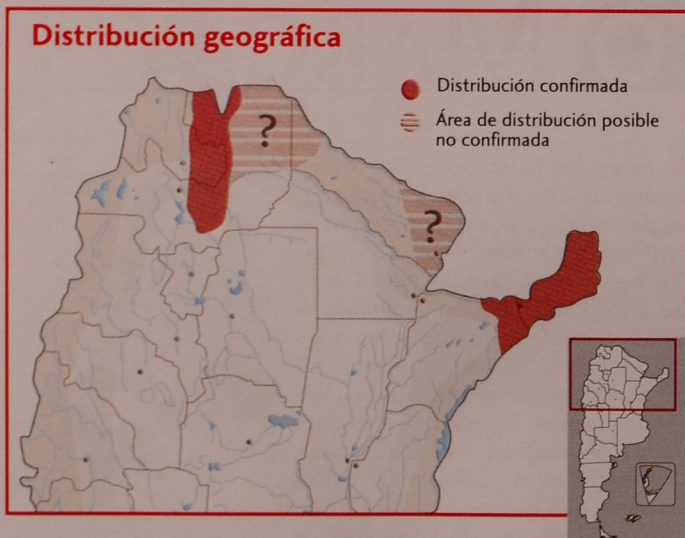 Distribución geográfica
Distribución confirmada
Área de distribución posible
no confirmada
?
?